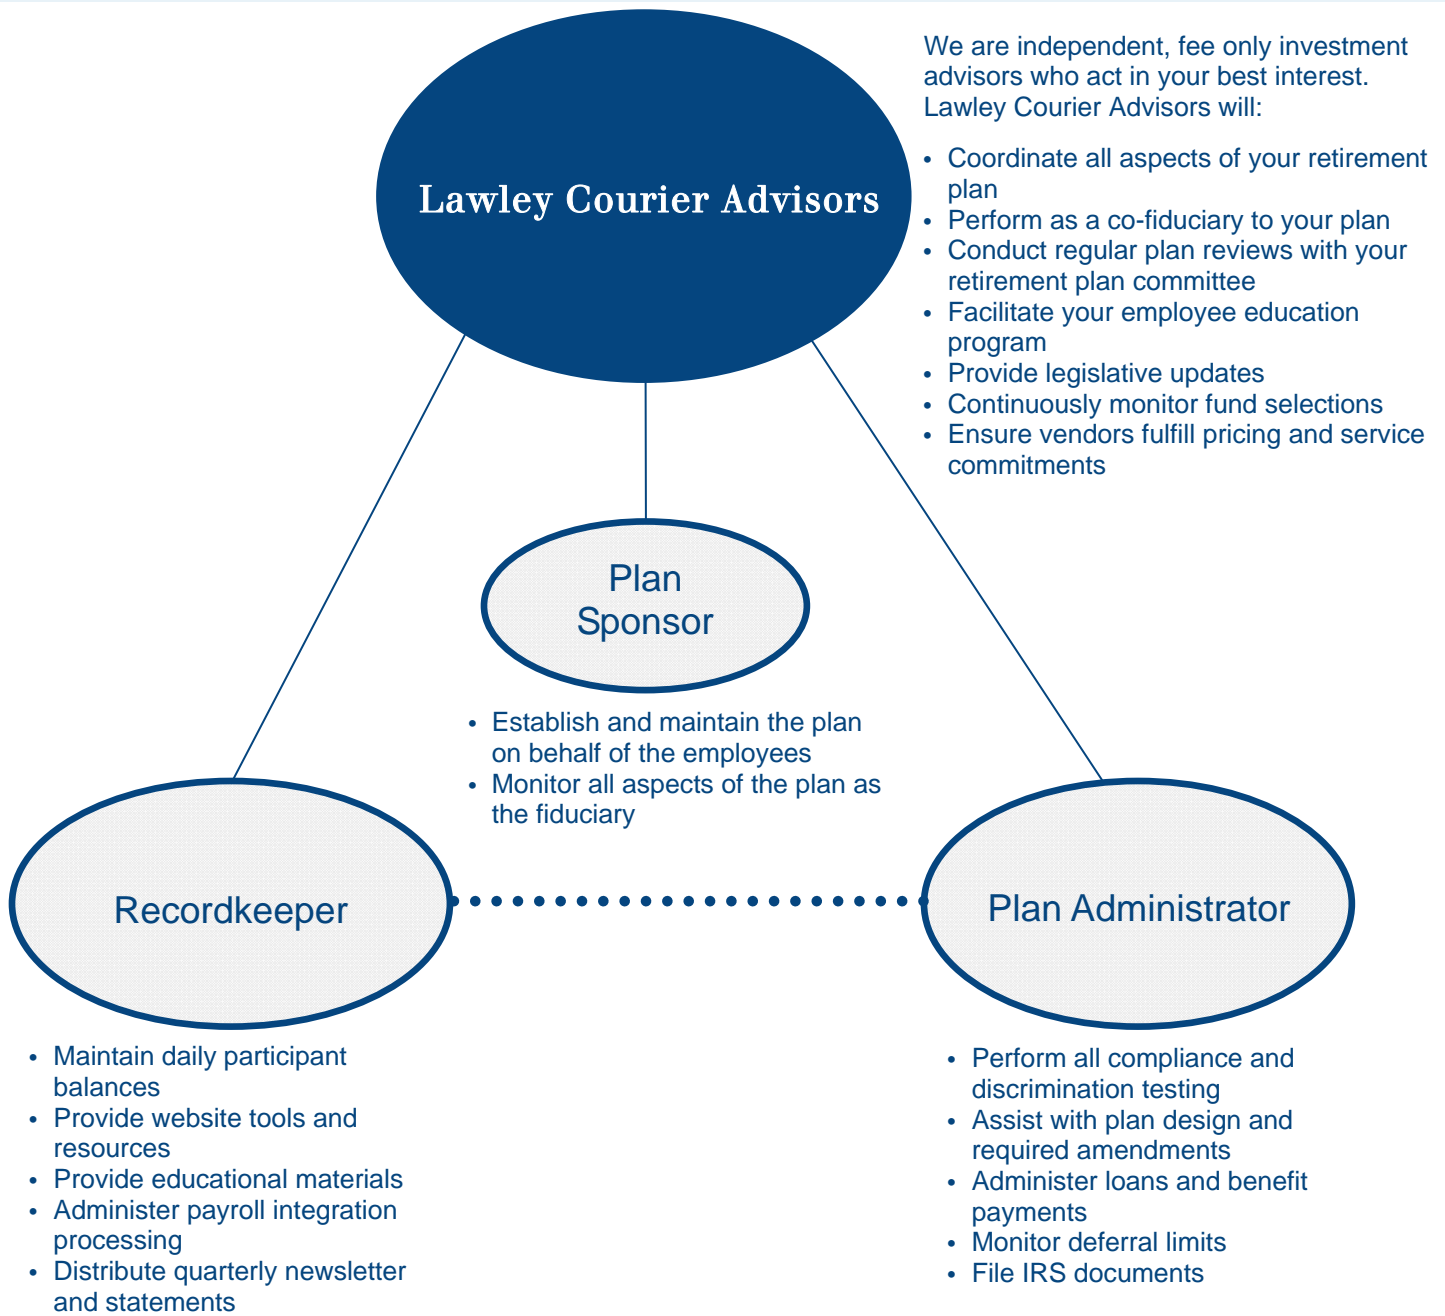 We are independent, fee only investment
advisors who act in your best interest.
Lawley Courier Advisors will:
• Coordinate all aspects of your retirement
plan
• Perform as a co-fiduciary to your plan
• Conduct regular plan reviews with your
retirement plan committee
• Facilitate your employee education
program
• Provide legislative updates
• Continuously monitor fund selections
• Ensure vendors fulfill pricing and service
commitments
Lawley Courier Advisors
Plan
Sponsor
• Establish and maintain the plan
on behalf of the employees
• Monitor all aspects of the plan as
the fiduciary
Recordkeeper
• Maintain daily participant
balances
• Provide website tools and
resources
• Provide educational materials
• Administer payroll integration
processing
• Distribute quarterly newsletter
and statements
Plan Administrator
• Perform all compliance and
discrimination testing
• Assist with plan design and
required amendments
• Administer loans and benefit
payments
• Monitor deferral limits
• File IRS documents